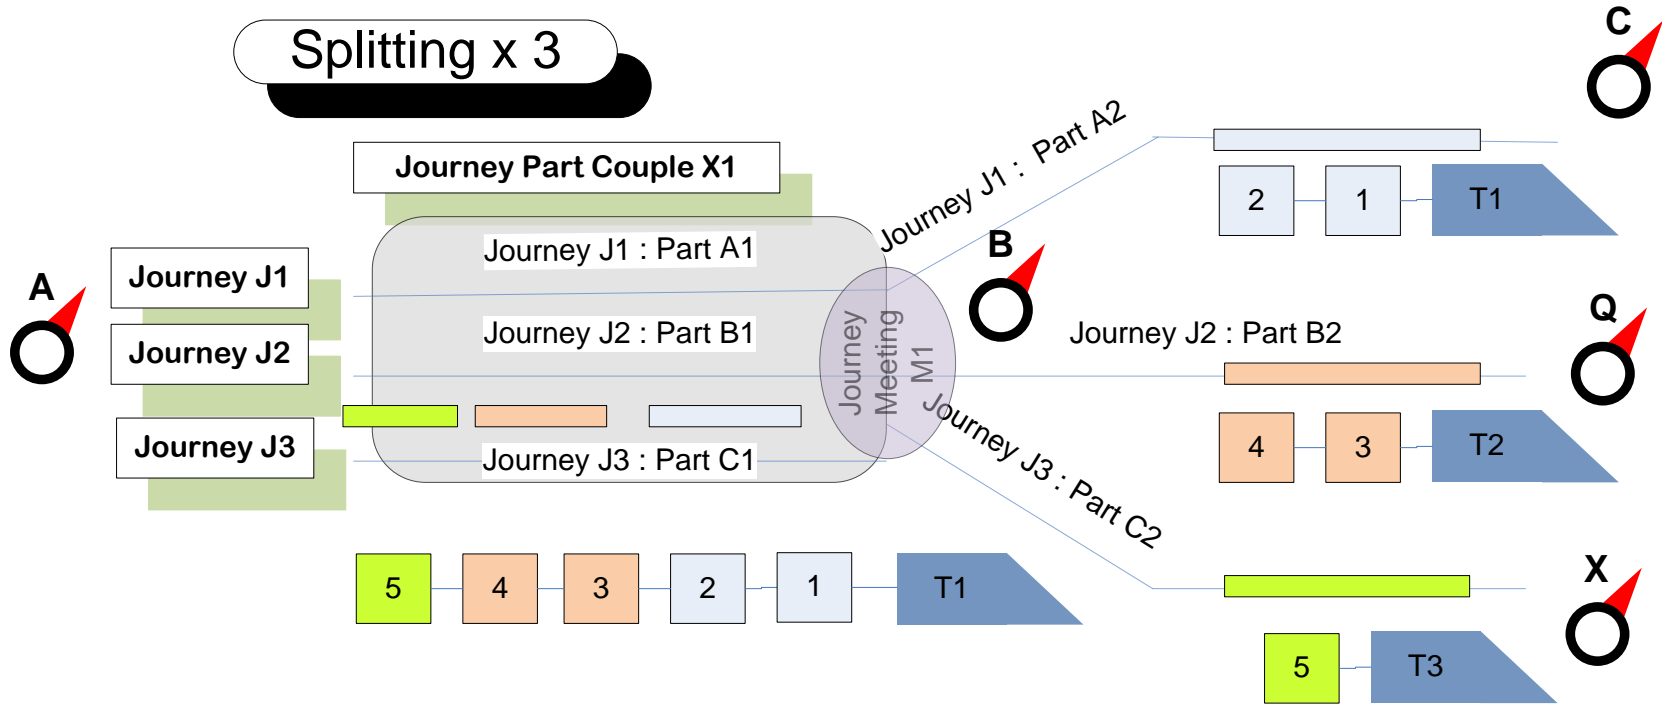 Splitting x 3
C
Journey Part Couple X1
Journey J1 : Part A2
2
1
T1
Journey J1 : Part A1
Journey J1
B
A
Journey J2 : Part B1
Journey J2
Journey
Meeting
M1
Journey J2 : Part B2
Q
Journey J3
Journey J3 : Part C1
Journey J3 : Part C2
4
3
T2
5
4
3
2
1
T1
X
5
T3